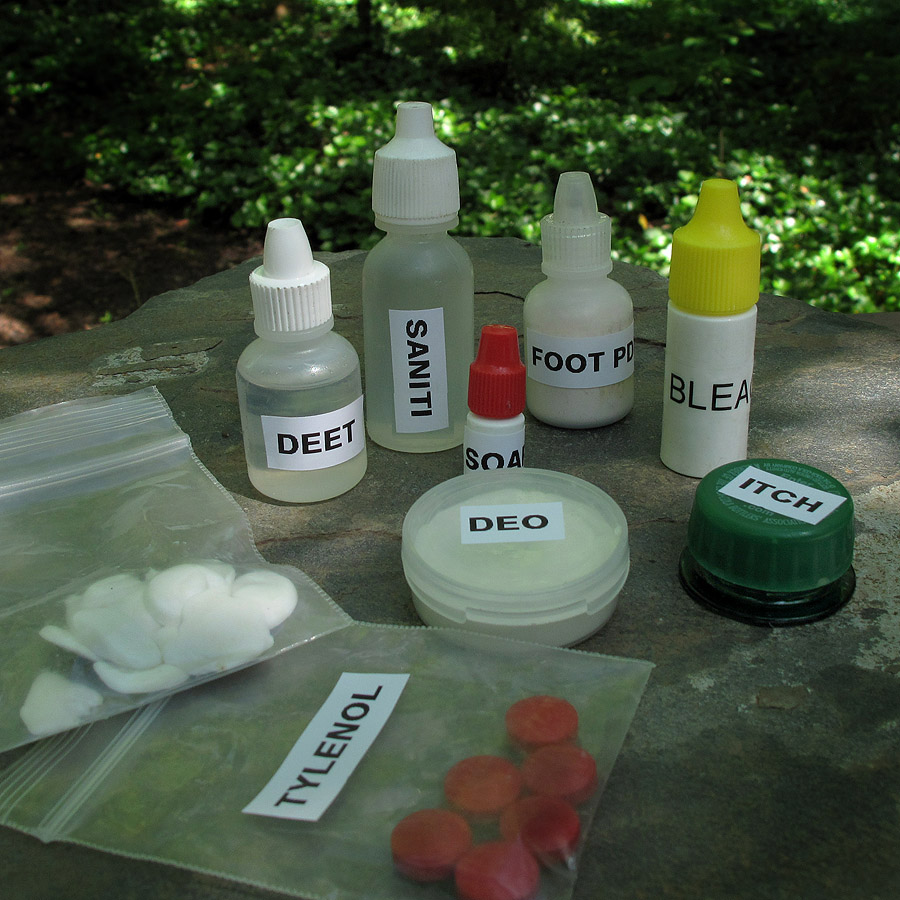 SANITI
FOOT PD
BLEA
DEET
SOA
DEO
ITCH
TYLENOL